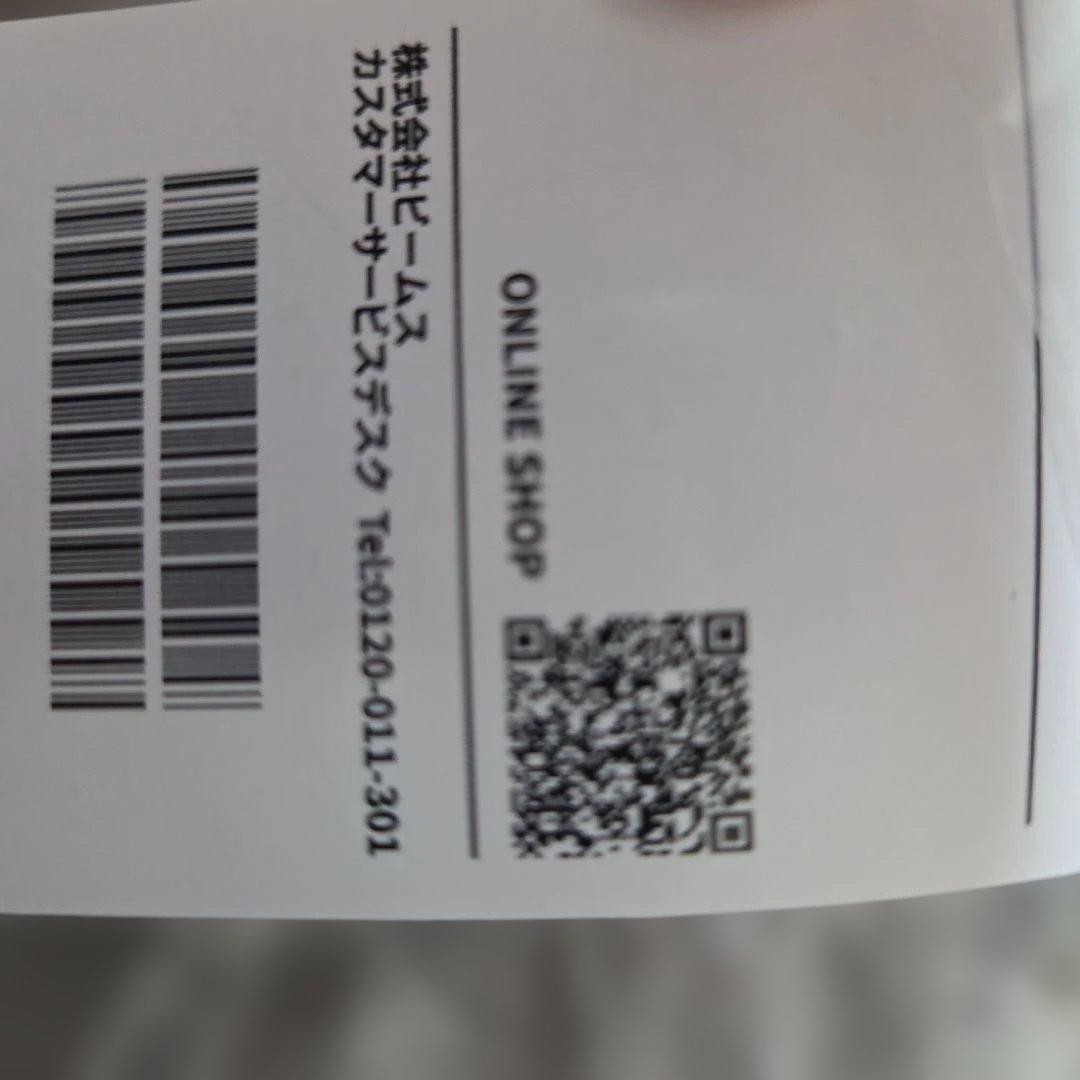 ONLINE SHOP
株式会社ビームス
カスタマーサービスデスク Tel:0120-011-301